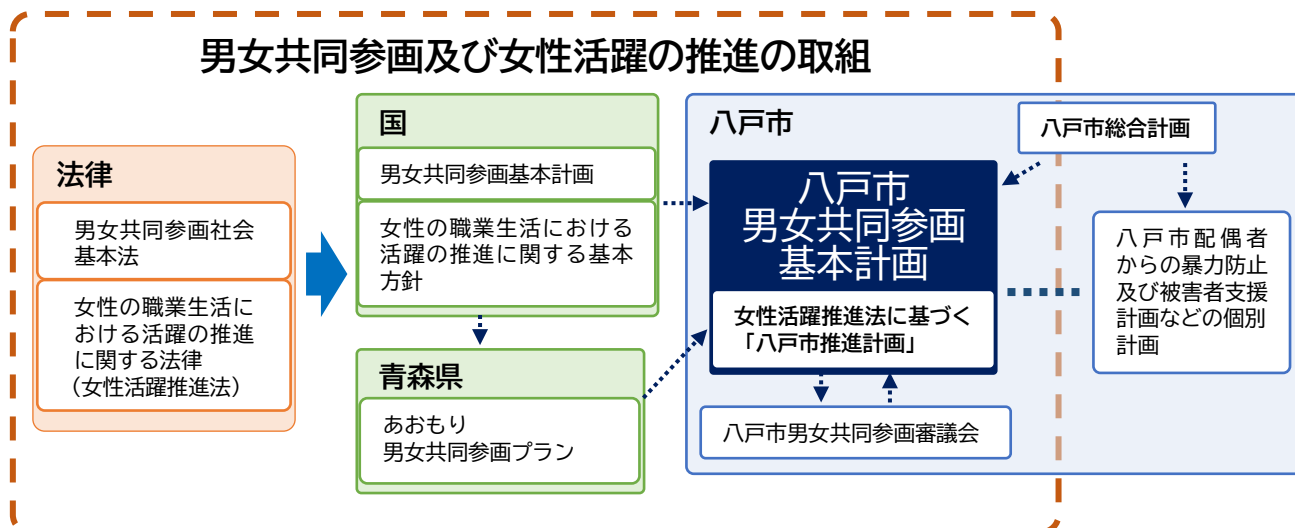 男女共同参画及び女性活躍の推進の取組
法律
男女共同参画社会
基本法
女性の職業生活に
おける活躍の推進
に関する法律
(女性活躍推進法)
国
男女共同参画基本計画
女性の職業生活における
活躍の推進に関する基本
方針
青森県
あおもり
男女共同参画プラン
八戸市
八戸市総合計画
八戸市
男女共同参画
基本計画
女性活躍推進法に基づく
「八戸市推進計画」
八戸市男女共同参画審議会
八戸市配偶者
からの暴力防止
及び被害者支援
計画などの個別
計画